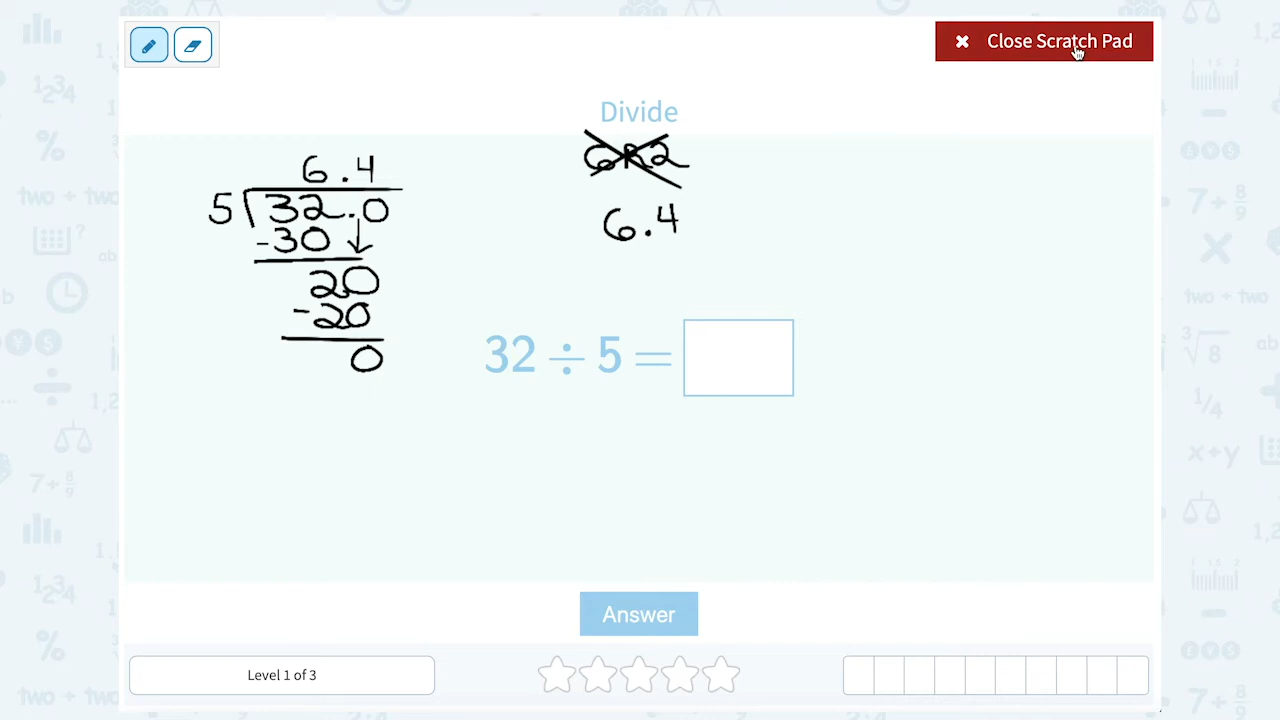 Close Scratch Pad
Divide
6R2
6.4
6.4
5 32.0
-30
20
-20
0
32 ÷ 5 =
Answer
Level 1 of 3